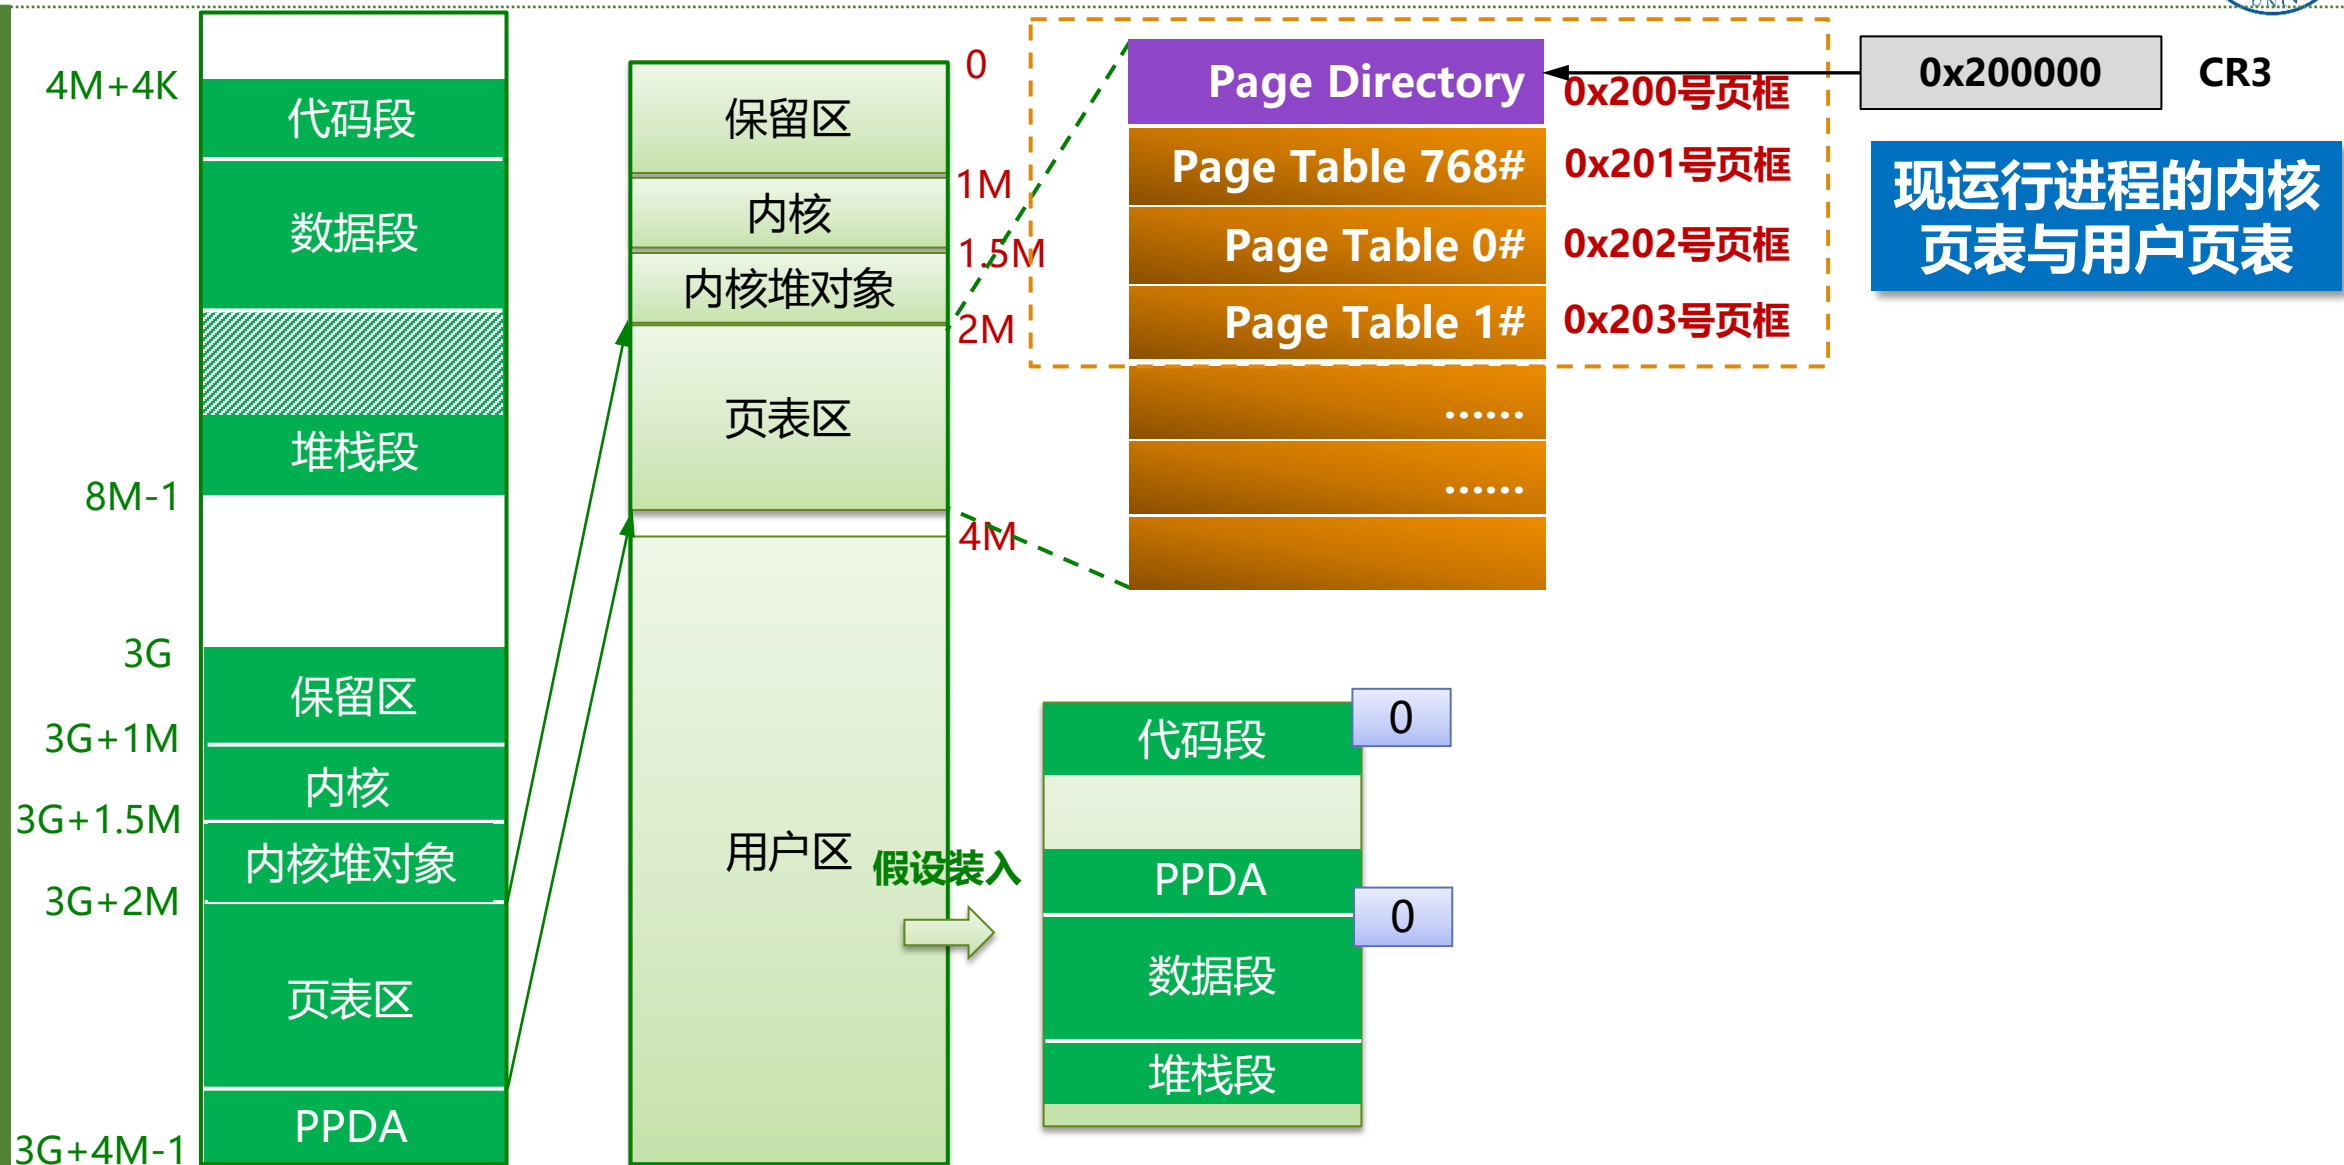 4M+4K
代码段
数据段
堆栈段
8M-1
3G
保留区
3G+1M
内核
3G+1.5M
内核堆对象
3G+2M
页表区
PPDA
3G+4M-1
0
保留区
1M
内核
1.5M
内核堆对象
2M
页表区
4M
用户区
假设装入
Page Directory
0x200号页框
Page Table 768#
0x201号页框
Page Table 0#
0x202号页框
Page Table 1#
0x203号页框
......
......
0x200000
CR3
现运行进程的内核
页表与用户页表
代码段
0
PPDA
0
数据段
堆栈段